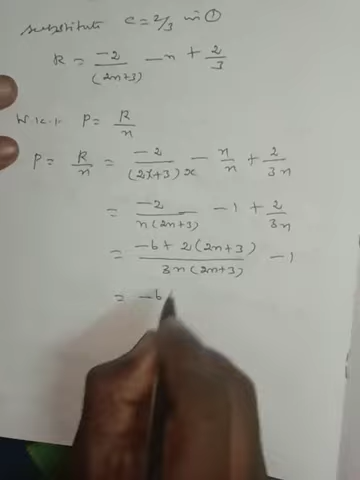 substitute c = 2/3 in ①
R = -2/(2x+3) - x + 2/3
W.k.t. P = R/x
P = R/x = -2/(2x+3)x - x/x + 2/3x
= -2/x(2x+3) - 1 + 2/3x
= -6 + 2(2x+3)/3x(2x+3) - 1
= -6